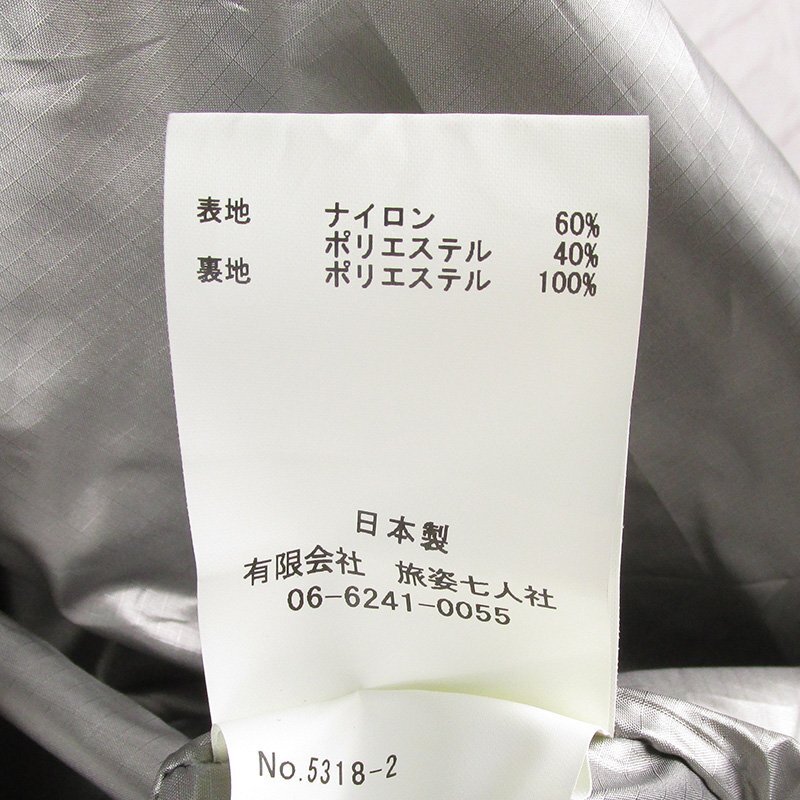 表地 ナイロン 60%
ポリエステル 40%
裏地 ポリエステル 100%
日本製
有限会社 旅姿七人社
06-6241-0055
No.5318-2